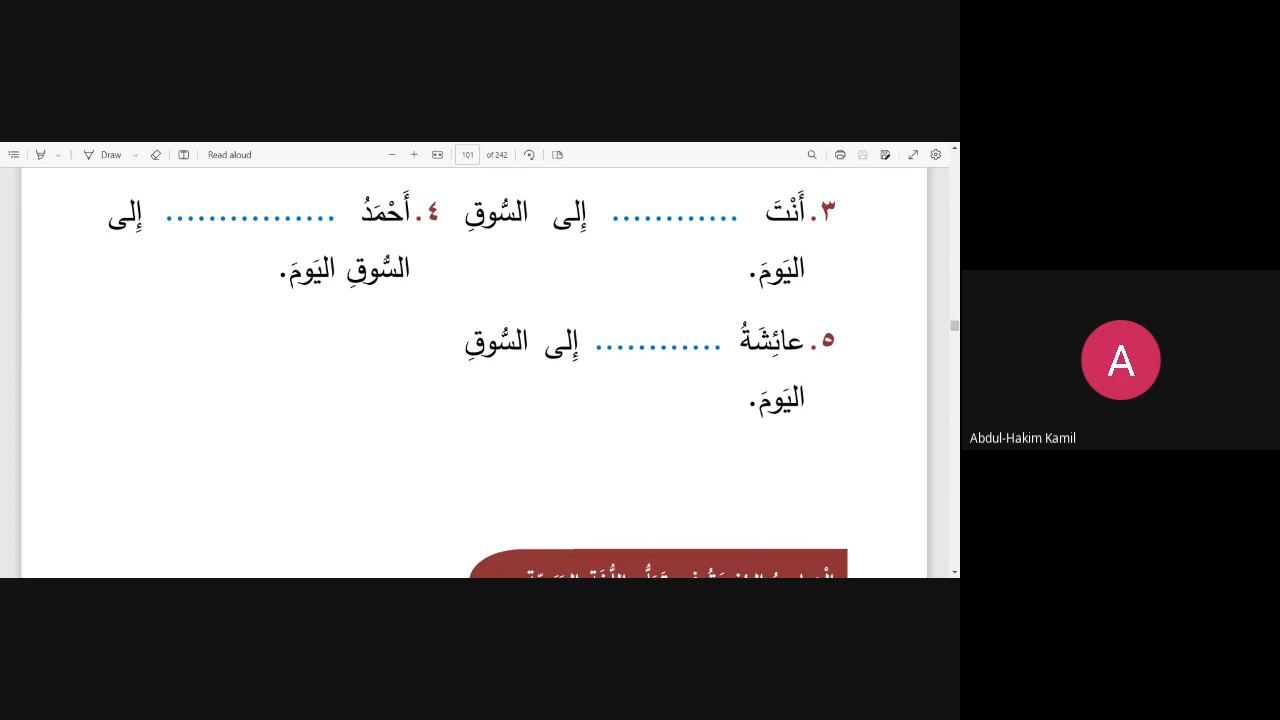 Draw
Read aloud
101 of 242
٣. أَنْتَ ............ إِلى السُّوقِ اليَومَ.
٤. أَحْمَدُ ................ إِلى السُّوقِ اليَومَ.
٥. عائِشَةُ ............ إِلى السُّوقِ اليَومَ.
A
Abdul-Hakim Kamil